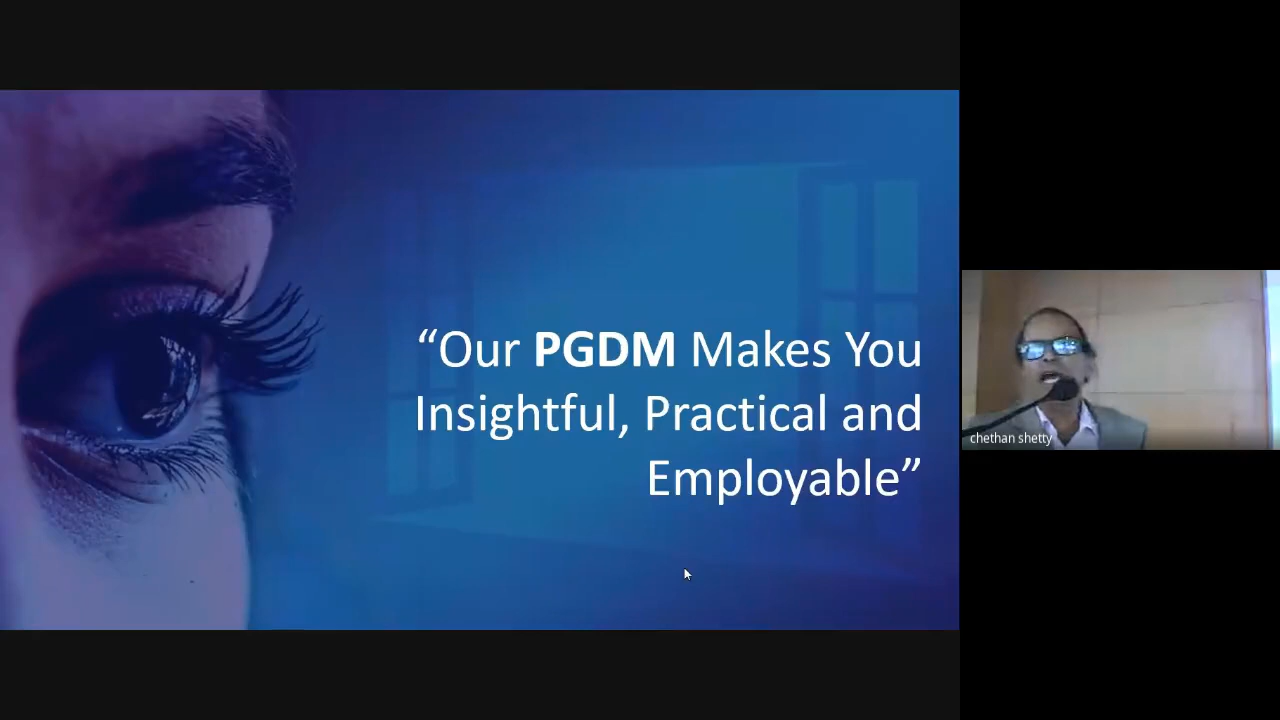 “Our PGDM Makes You
Insightful, Practical and
Employable”
chethan shetty